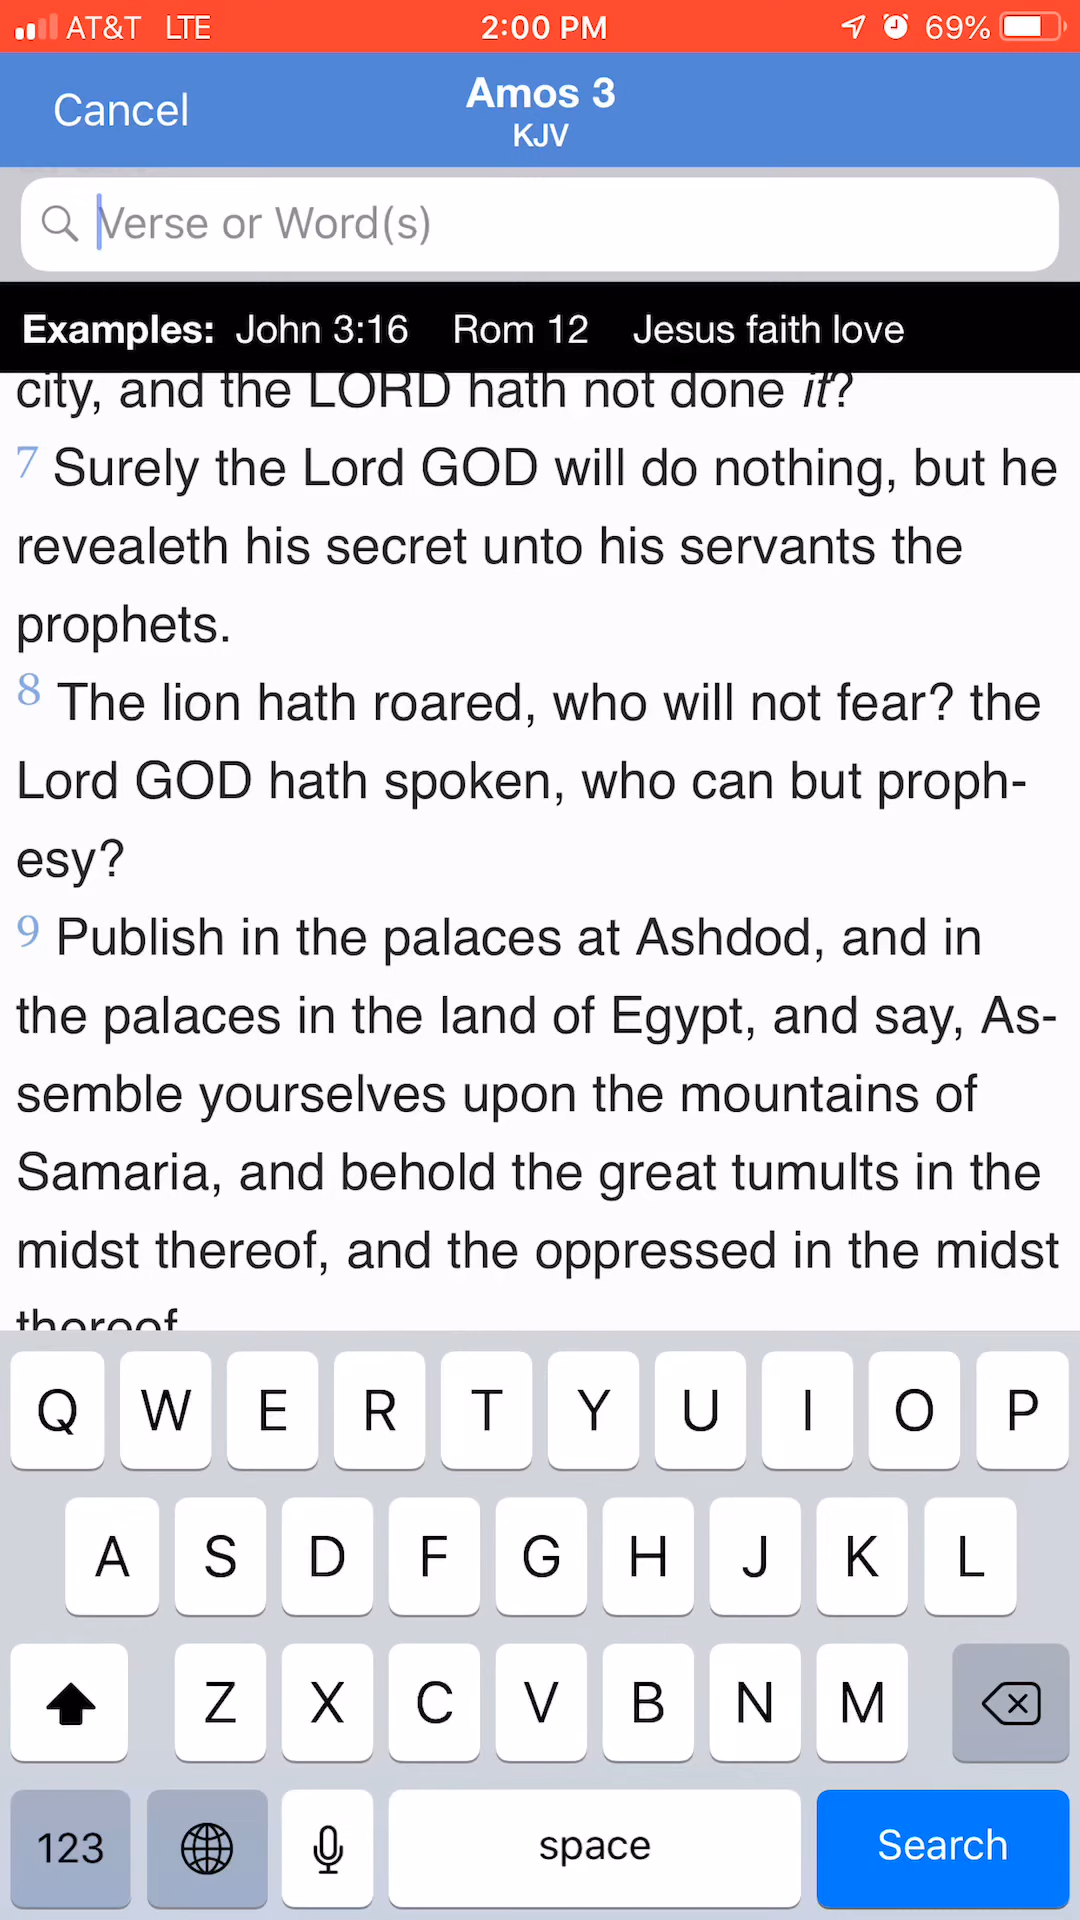 AT&T LTE 2:00 PM 69%
Cancel Amos 3
KJV
Verse or Word(s)
Examples: John 3:16 Rom 12 Jesus faith love
city, and the LORD hath not done it?
7 Surely the Lord GOD will do nothing, but he
revealeth his secret unto his servants the
prophets.
8 The lion hath roared, who will not fear? the
Lord GOD hath spoken, who can but proph-
esy?
9 Publish in the palaces at Ashdod, and in
the palaces in the land of Egypt, and say, As-
semble yourselves upon the mountains of
Samaria, and behold the great tumults in the
midst thereof, and the oppressed in the midst
thereof
Q W E R T Y U I O P
A S D F G H J K L
Z X C V B N M
123 space Search